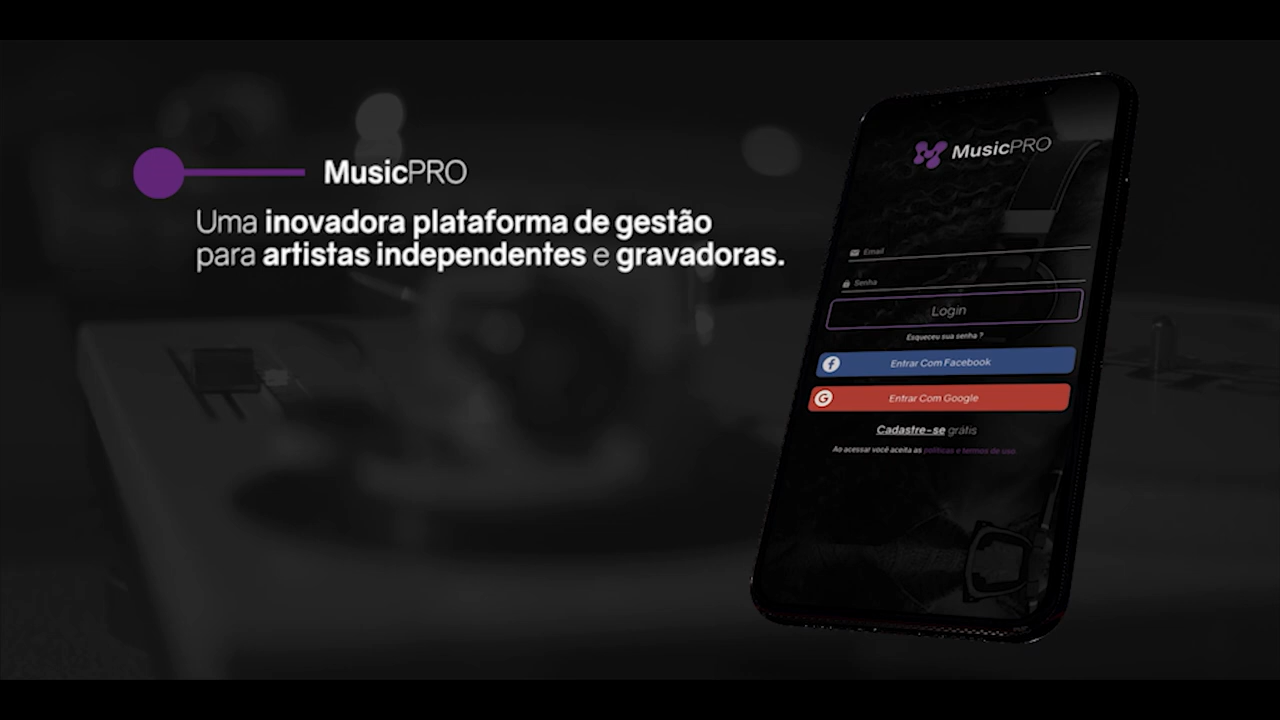 MusicPRO
Uma inovadora plataforma de gestão
para artistas independentes e gravadoras.
MusicPRO
Email
Senha
Login
Esqueceu sua senha ?
Entrar Com Facebook
Entrar Com Google
Cadastre-se grátis
Ao acessar você aceita as políticas e termos de uso.